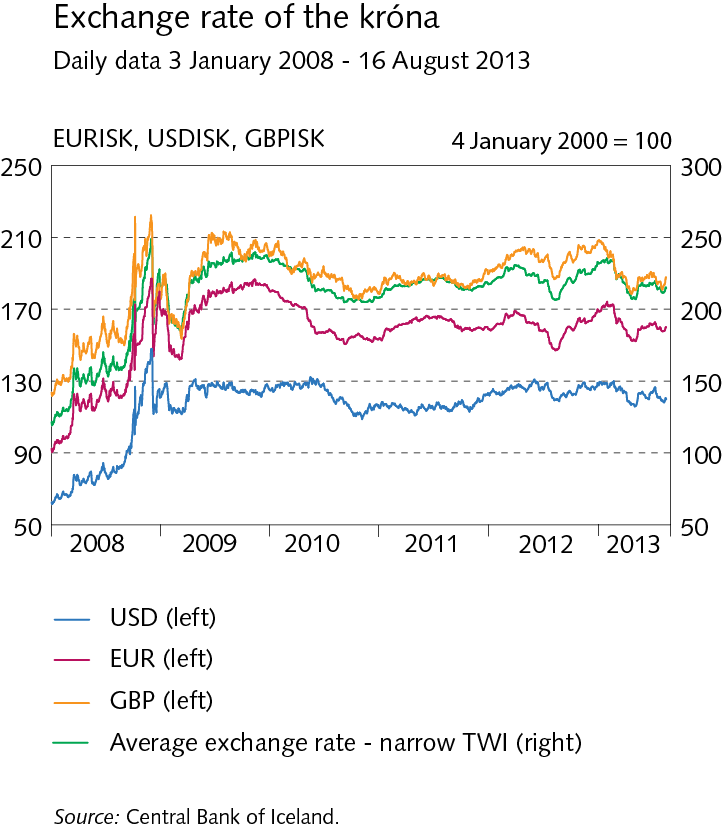 Exchange rate of the króna
Daily data 3 January 2008 - 16 August 2013
EURISK, USDISK, GBPISK 4 January 2000 = 100
250 300
210 250
170 200
130 150
90 100
50 50
2008 2009 2010 2011 2012 2013
USD (left)
EUR (left)
GBP (left)
Average exchange rate - narrow TWI (right)
Source: Central Bank of Iceland.